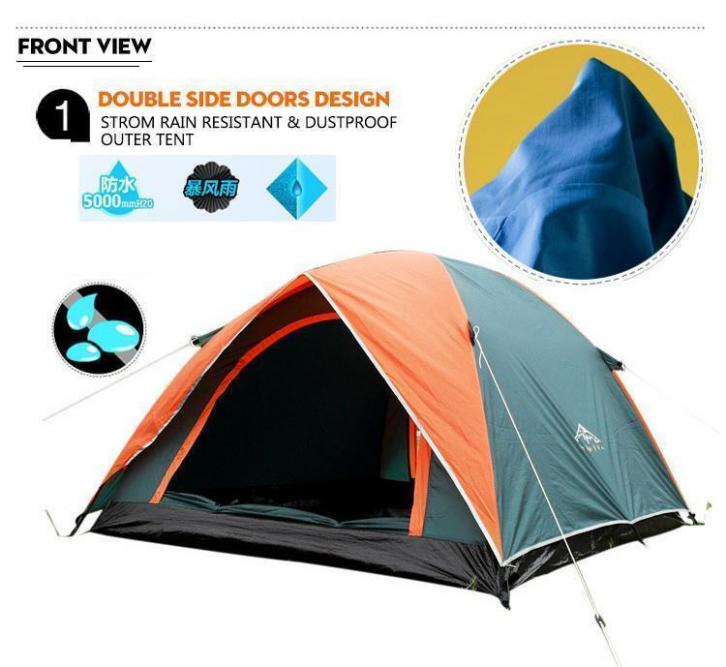 FRONT VIEW
1
DOUBLE SIDE DOORS DESIGN
STROM RAIN RESISTANT & DUSTPROOF
OUTER TENT
防水
5000mmH2O
暴风雨